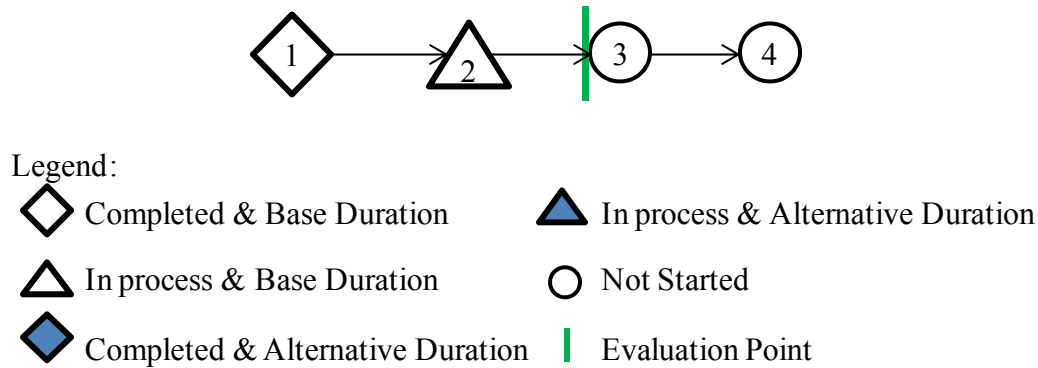 1 2 3 4
Legend:
Completed & Base Duration In process & Alternative Duration
In process & Base Duration Not Started
Completed & Alternative Duration Evaluation Point